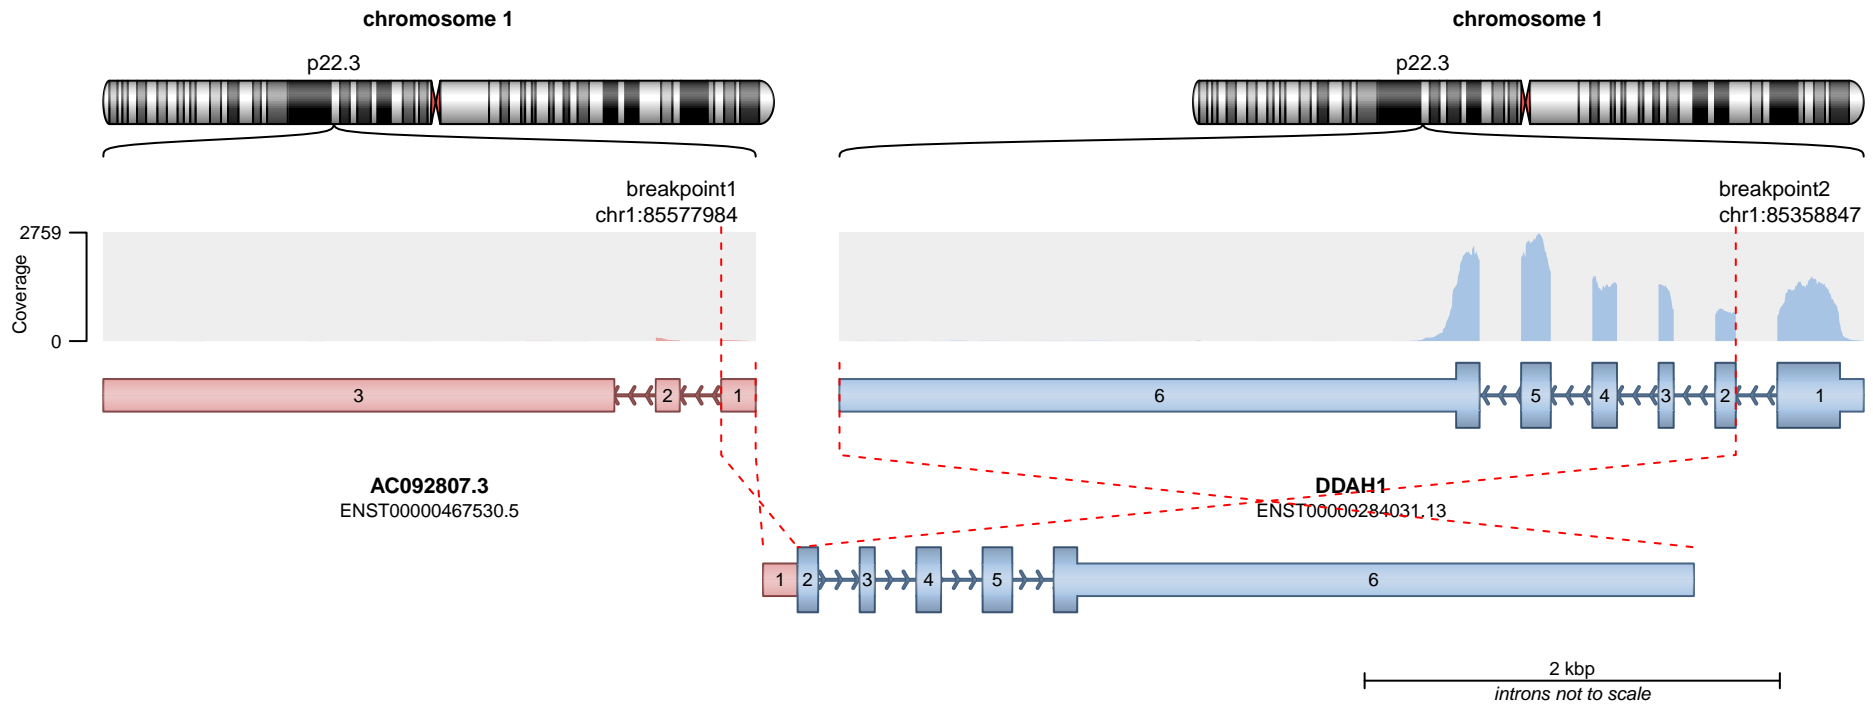 chromosome 1
chromosome 1
p22.3
p22.3
breakpoint1
chr1:85577984
breakpoint2
chr1:85358847
2759
Coverage
0
3
2
1
6
5
4
3
2
1
AC092807.3
ENST00000467530.5
DDAH1
ENST00000284031.13
1
2
3
4
5
6
2 kbp
introns not to scale